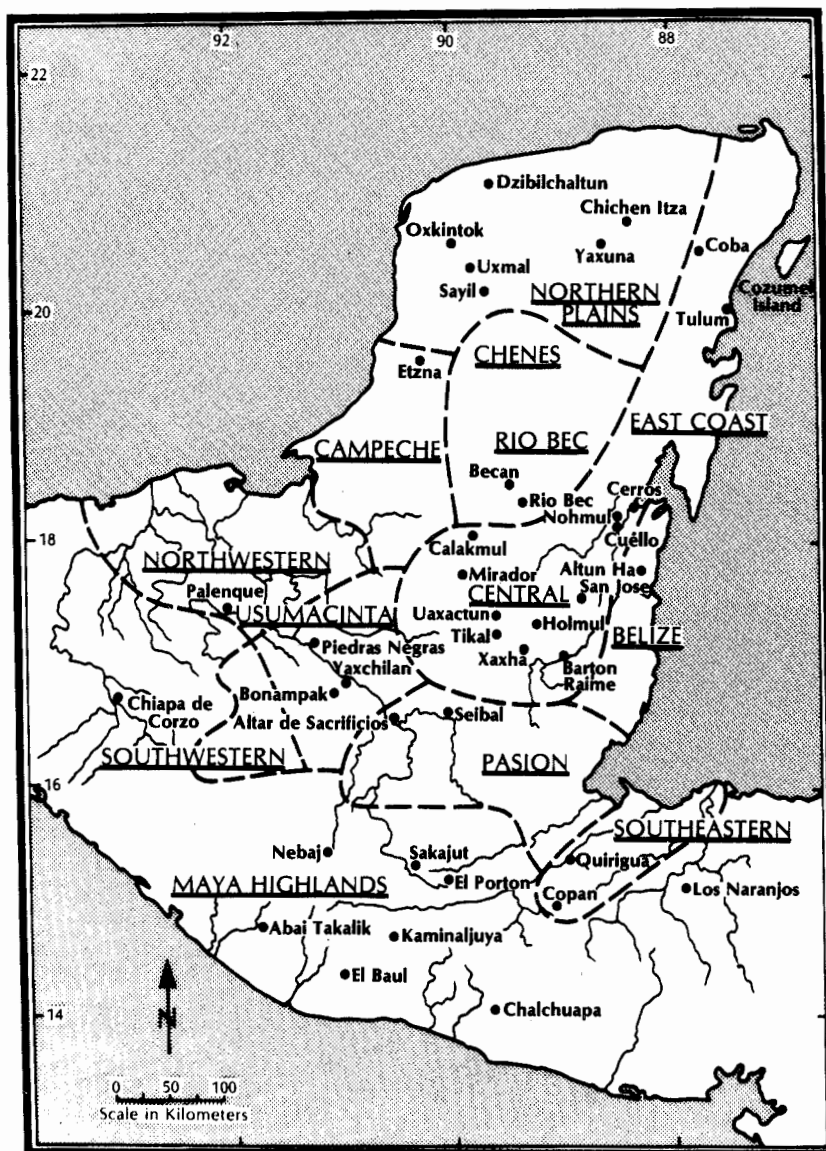 92
90
88
22
Dzibilchaltun
Chichen Itza
Oxkintok
Yaxuna
Coba
Uxmal
Cozumel
Island
Sayil
NORTHERN
PLAINS
20
Tulum
CHENES
Etzna
EAST COAST
CAMPECHE
RIO BEC
Becan
Rio Bec
Cerros
Nohmul
Cuello
18
Calakmul
NORTHWESTERN
Mirador
Altun Ha
San Jose
Palenque
CENTRAL
USUMACINTA
Uaxactun
Holmul
Tikal
BELIZE
Piedras Negras
Xaxha
Barton
Raime
Yaxchilan
Chiapa de
Corzo
Bonampak
Altar de Sacrificios
Seibal
SOUTHWESTERN
PASION
16
SOUTHEASTERN
Nebaj
Sakajut
Quirigua
MAYA HIGHLANDS
El Porton
Copan
Los Naranjos
Abai Takalik
Kaminaljuya
El Baul
N
14
Chalchuapa
0 50 100
Scale in Kilometers